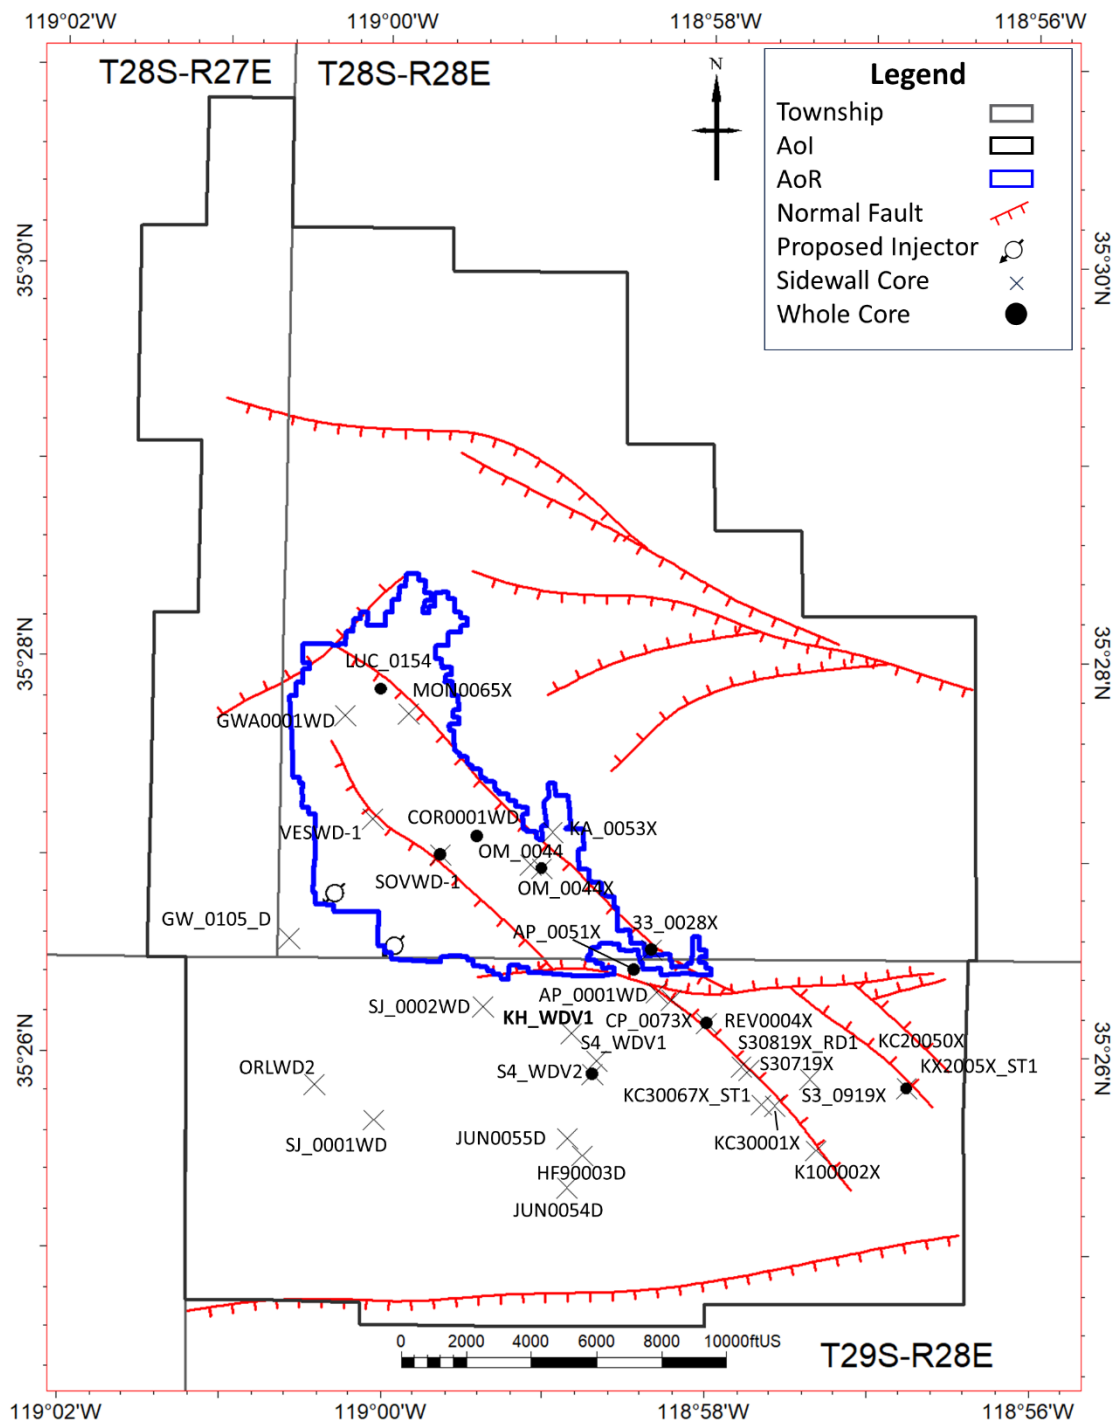 119°02'W 119°00'W 118°58'W 118°56'W
T28S-R27E T28S-R28E
N
Legend
Township
AoI
AoR
Normal Fault
Proposed Injector
Sidewall Core
Whole Core
35°30'N 35°30'N
35°28'N 35°28'N
LUC_0154
MON0065X
GWA0001WD
COR0001WD
KA_0053X
VESWD-1
OM_0044
SOVWD-1
OM_0044X
GW_0105_D
33_0028X
AP_0051X
AP_0001WD
SJ_0002WD
KH_WDV1
CP_0073X
REV0004X
S4_WDV1
S30819X_RD1
KC20050X
35°26'N 35°26'N
ORLWD2
S4_WDV2
S30719X
KX2005X_ST1
KC30067X_ST1
S3_0919X
SJ_0001WD
JUN0055D
KC30001X
HF90003D
K100002X
JUN0054D
0 2000 4000 6000 8000 10000ftUS
T29S-R28E
119°02'W 119°00'W 118°58'W 118°56'W